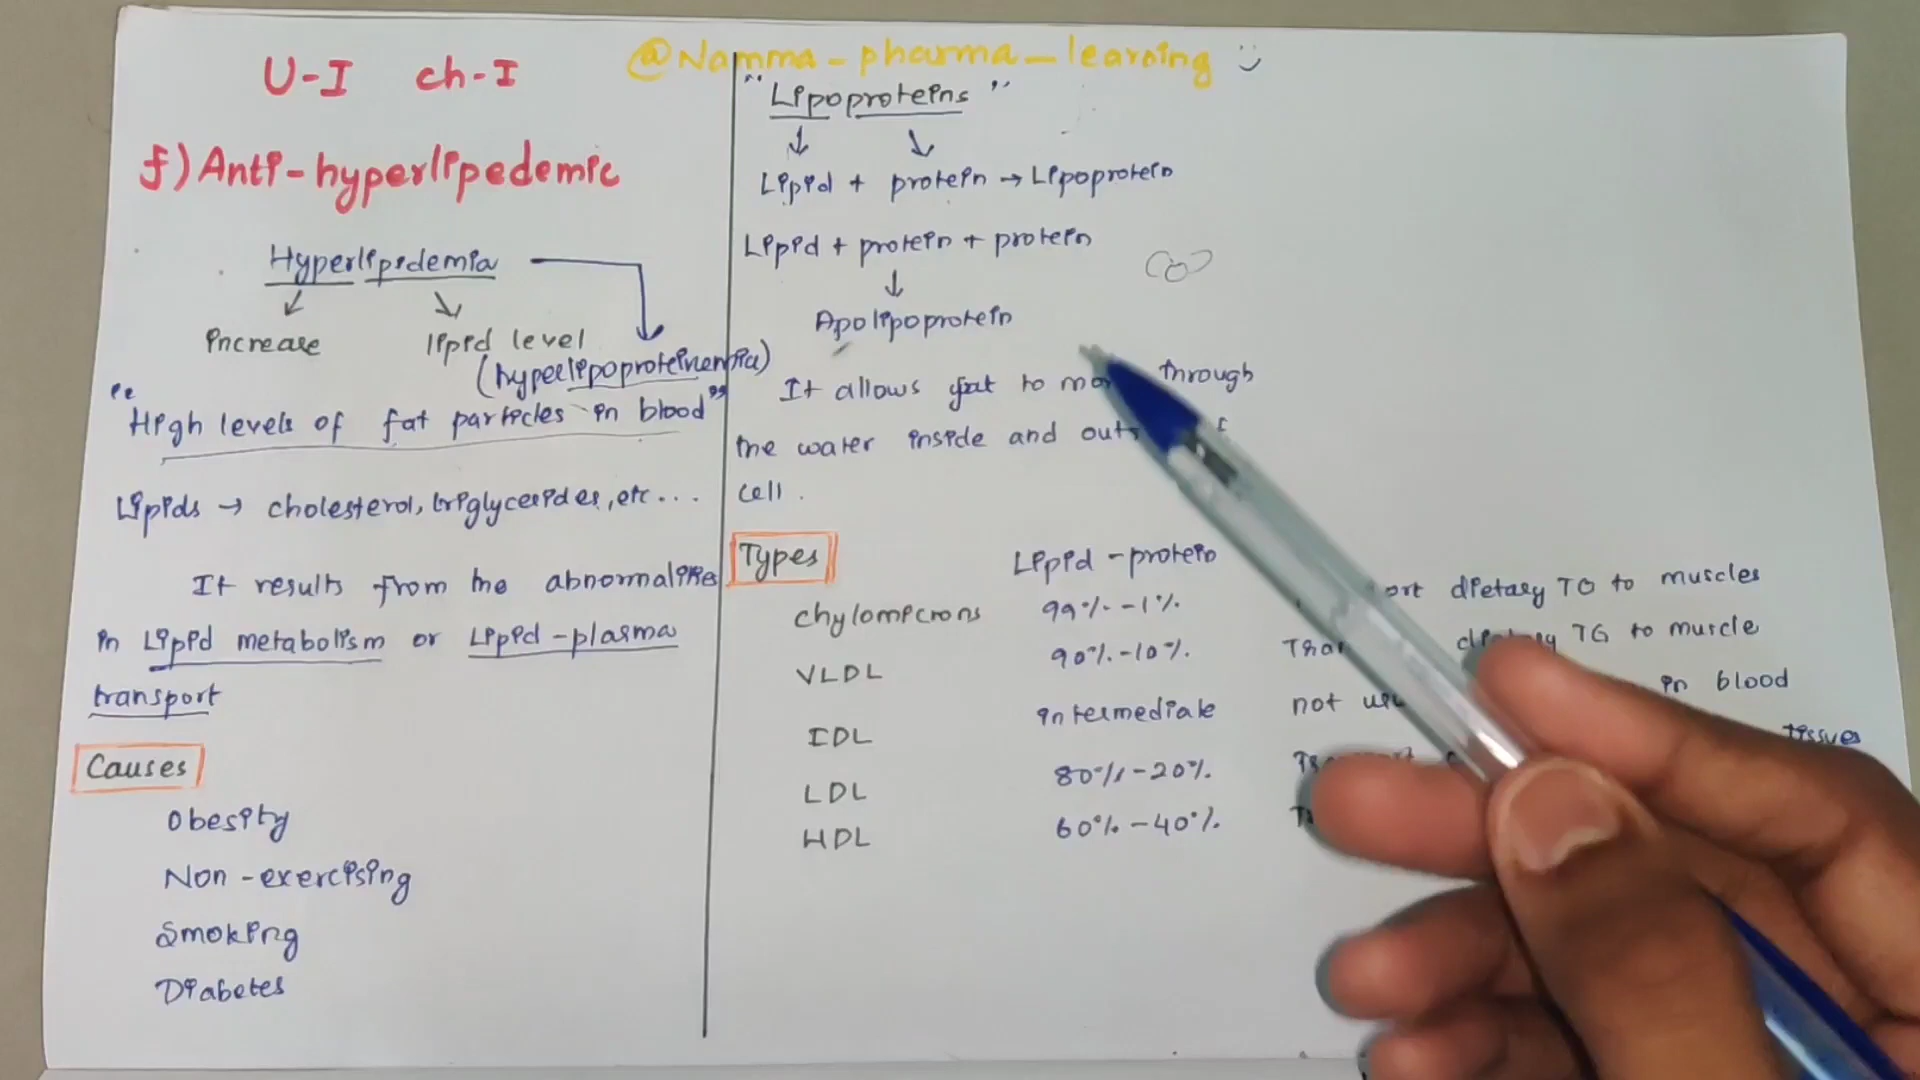 @Namma-pharma-learning
U-I ch-I
f) Anti-hyperlipedemic
Hyperlipidemia
increase lipid level
(hyperlipoproteinemia)
"High levels of fat particles in blood"
Lipids → cholesterol, triglycerides, etc...
It results from the abnormalities
in Lipid metabolism or Lipid-plasma
transport
Causes
Obesity
Non-exercising
Smoking
Diabetes
"Lipoproteins"
Lipid + protein → Lipoprotein
Lipid + protein + protein
Apolipoprotein
It allows fat to through
the water inside and
cell.
Types Lipid-protein
chylomicrons 99%-1% dietary TG to muscles
VLDL 90%-10% TG to muscle
IDL intermediate not in blood
LDL 80%-20% tissues
HDL 60%-40%